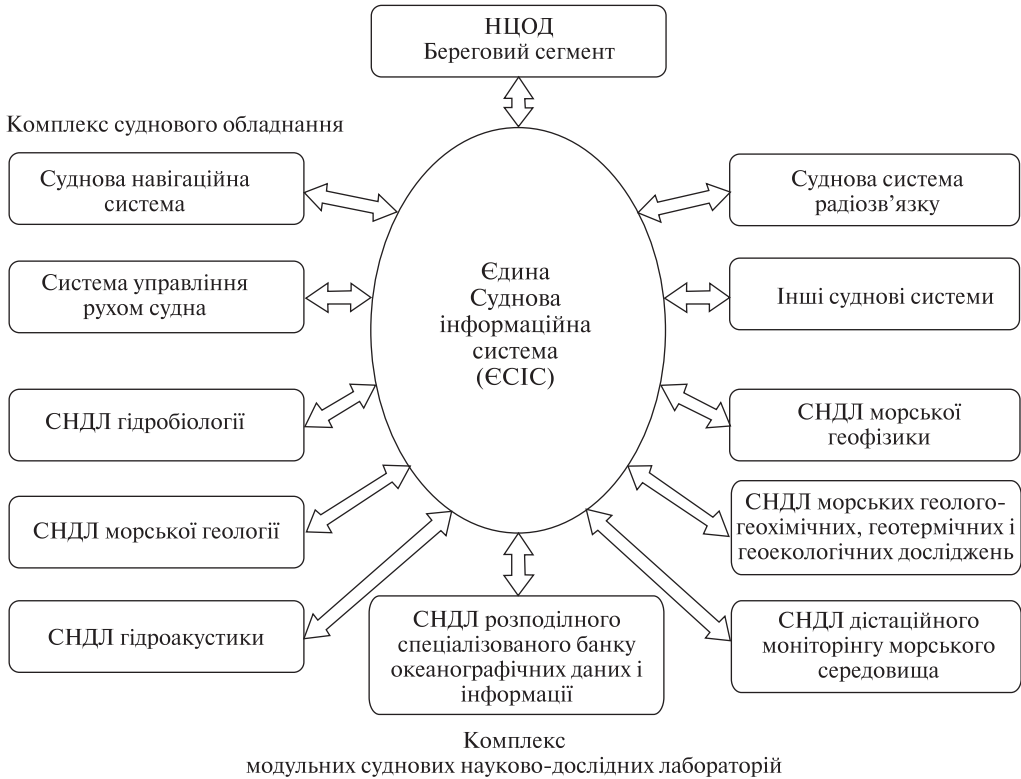 НЦОД
Береговий сегмент
Комплекс суднового обладнання
Суднова навігаційна
система
Суднова система
радіозв’язку
Система управління
рухом судна
Інші суднові системи
Єдина
Суднова
інформаційна
система
(ЄСІС)
СНДЛ гідробіології
СНДЛ морської
геофізики
СНДЛ морської геології
СНДЛ морських геолого-
геохімічних, геотермічних і
геоекологічних досліджень
СНДЛ гідроакустики
СНДЛ розподілного
спеціалізованого банку
океанографічних даних і
інформації
СНДЛ дістаційного
моніторінгу морського
середовища
Комплекс
модульних суднових науково-дослідних лабораторій